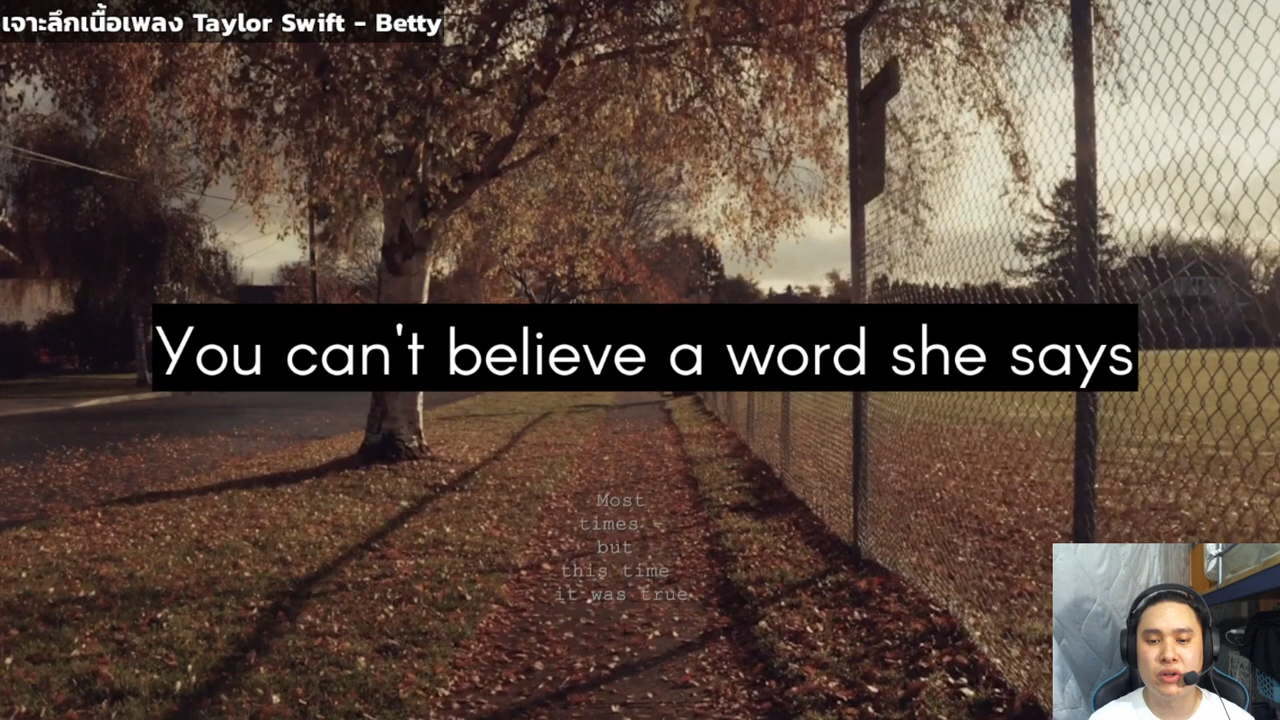 เจาะลึกเนื้อเพลง Taylor Swift - Betty
You can't believe a word she says
Most
times -
but
this time
it was true